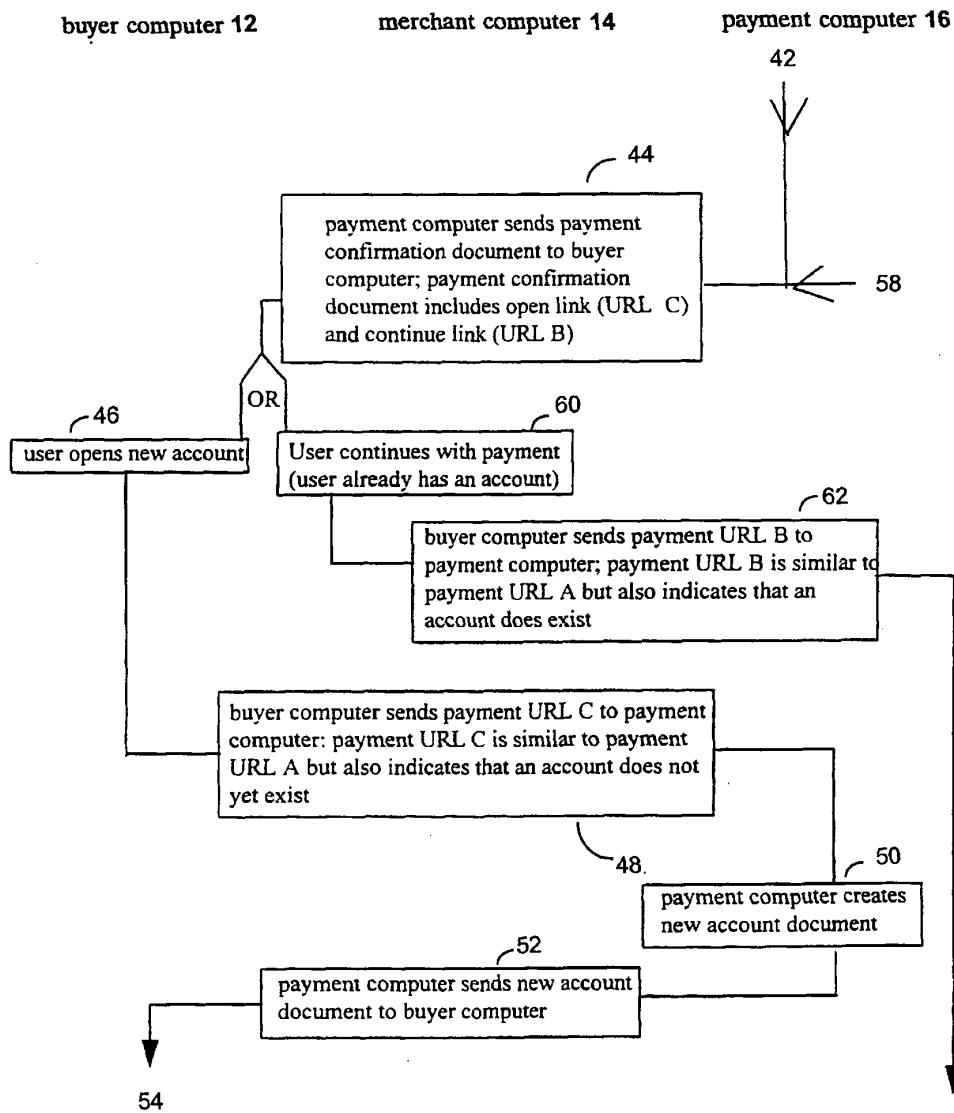 buyer computer 12 merchant computer 14 payment computer 16
42
44
payment computer sends payment
confirmation document to buyer
computer; payment confirmation
document includes open link (URL C)
and continue link (URL B)
58
OR
46
user opens new account
60
User continues with payment
(user already has an account)
62
buyer computer sends payment URL B to
payment computer; payment URL B is similar to
payment URL A but also indicates that an
account does exist
buyer computer sends payment URL C to payment
computer: payment URL C is similar to payment
URL A but also indicates that an account does not
yet exist
48.
50
payment computer creates
new account document
52
payment computer sends new account
document to buyer computer
54